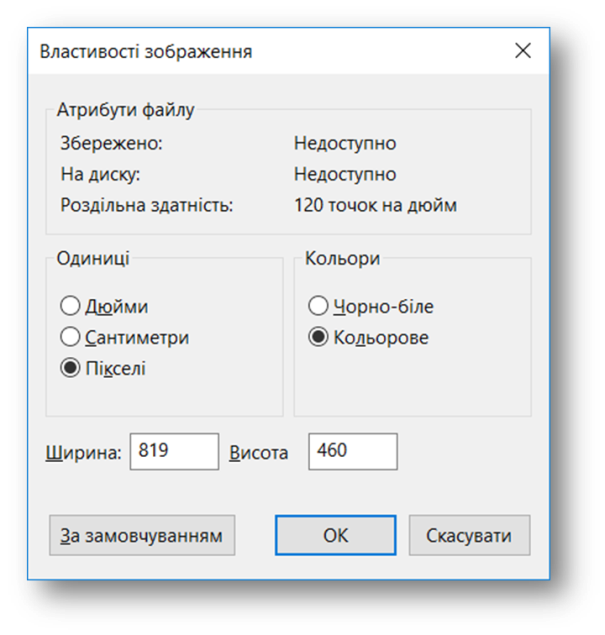 Властивості зображення
Атрибути файлу
Збережено: Недоступно
На диску: Недоступно
Роздільна здатність: 120 точок на дюйм
Одиниці
Дюйми
Сантиметри
Пікселі
Кольори
Чорно-біле
Кольорове
Ширина: 819 Висота 460
За замовчуванням ОК Скасувати